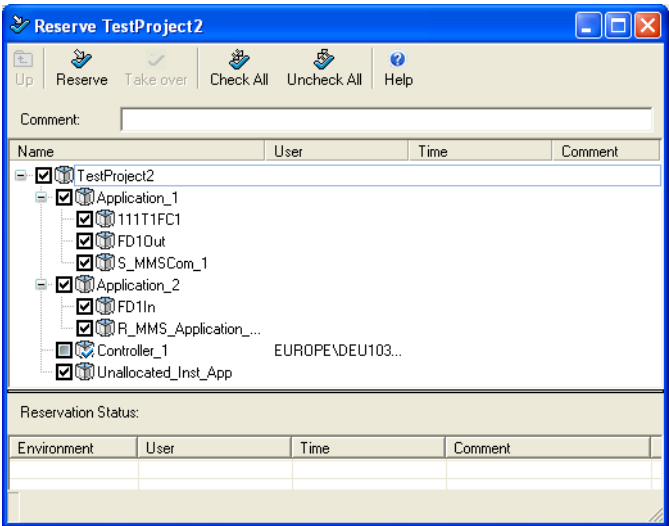 Reserve TestProject2
Up Reserve Take over Check All Uncheck All Help
Comment:
Name User Time Comment
TestProject2
Application_1
111T1FC1
FD1Out
S_MMSCom_1
Application_2
FD1In
R_MMS_Application_...
Controller_1 EUROPE\DEU103...
Unallocated_Inst_App
Reservation Status:
Environment User Time Comment